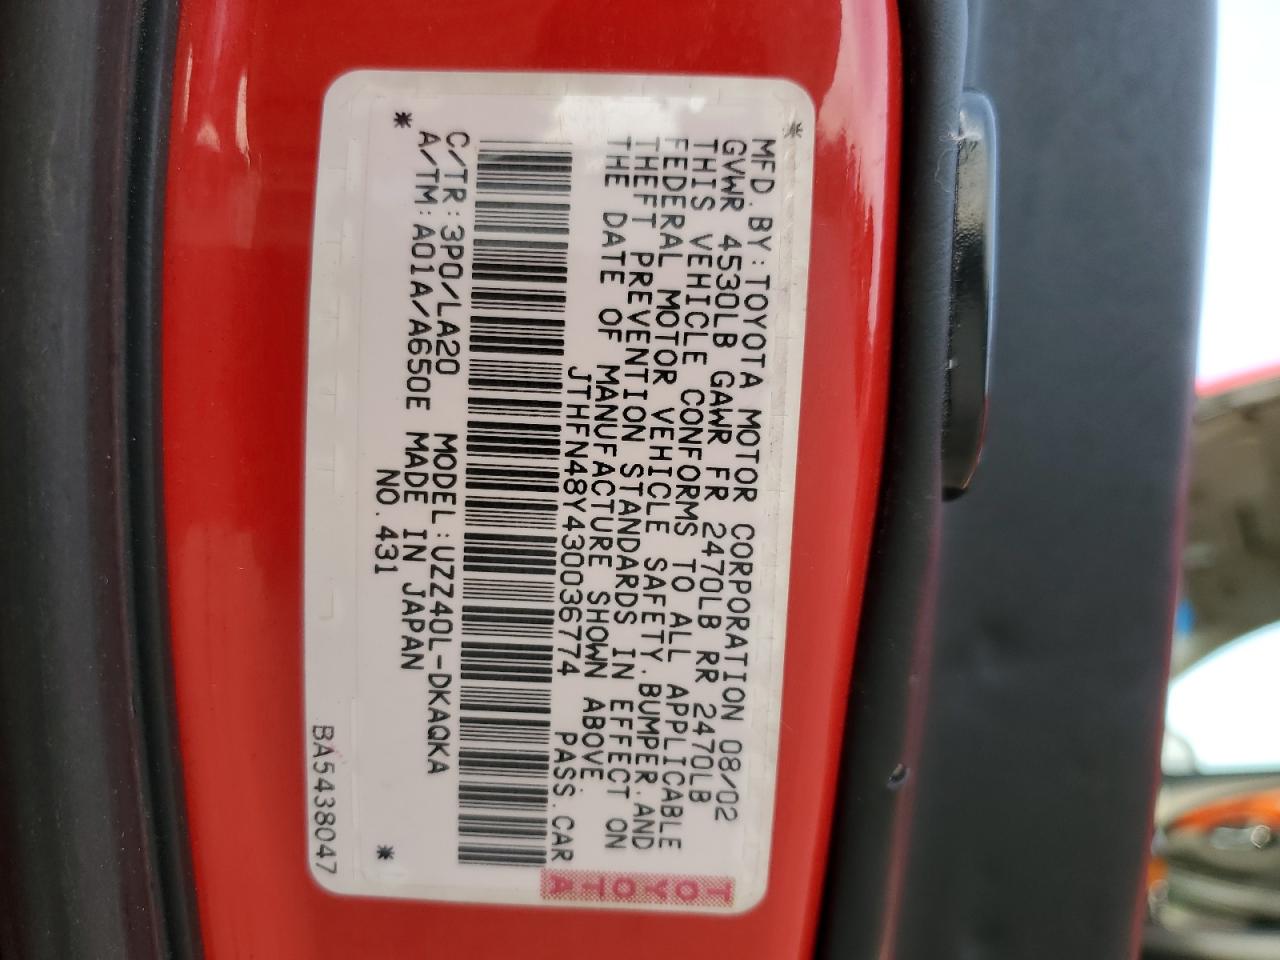 MFD.BY:TOYOTA MOTOR CORPORATION 08/02
GVWR 4530LB GAWR FR 2470LB RR 2470LB
THIS VEHICLE CONFORMS TO ALL APPLICABLE
FEDERAL MOTOR VEHICLE SAFETY,BUMPER,AND
THEFT PREVENTION STANDARDS IN EFFECT ON
THE DATE OF MANUFACTURE SHOWN ABOVE.
JTHFN48Y430036774 PASS.CAR
C/TR:3P0/LA20 MODEL:UZZ40L-DKAQKA
A/TM:A01A/A650E MADE IN JAPAN
NO.431
BA5438047
TOYOTA